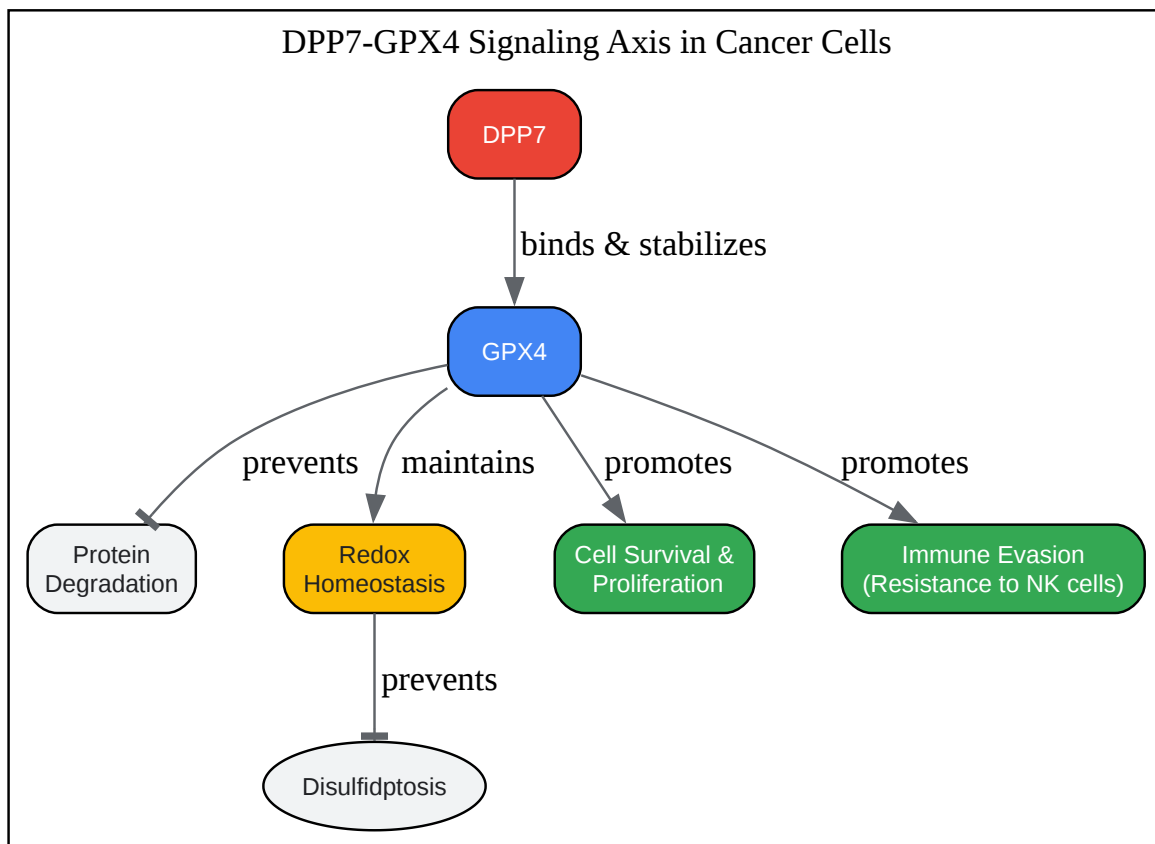 DPP7-GPX4 Signaling Axis in Cancer Cells
DPP7
binds & stabilizes
GPX4
prevents
maintains
promotes
promotes
Protein
Degradation
Redox
Homeostasis
Cell Survival &
Proliferation
Immune Evasion
(Resistance to NK cells)
prevents
Disulfidptosis